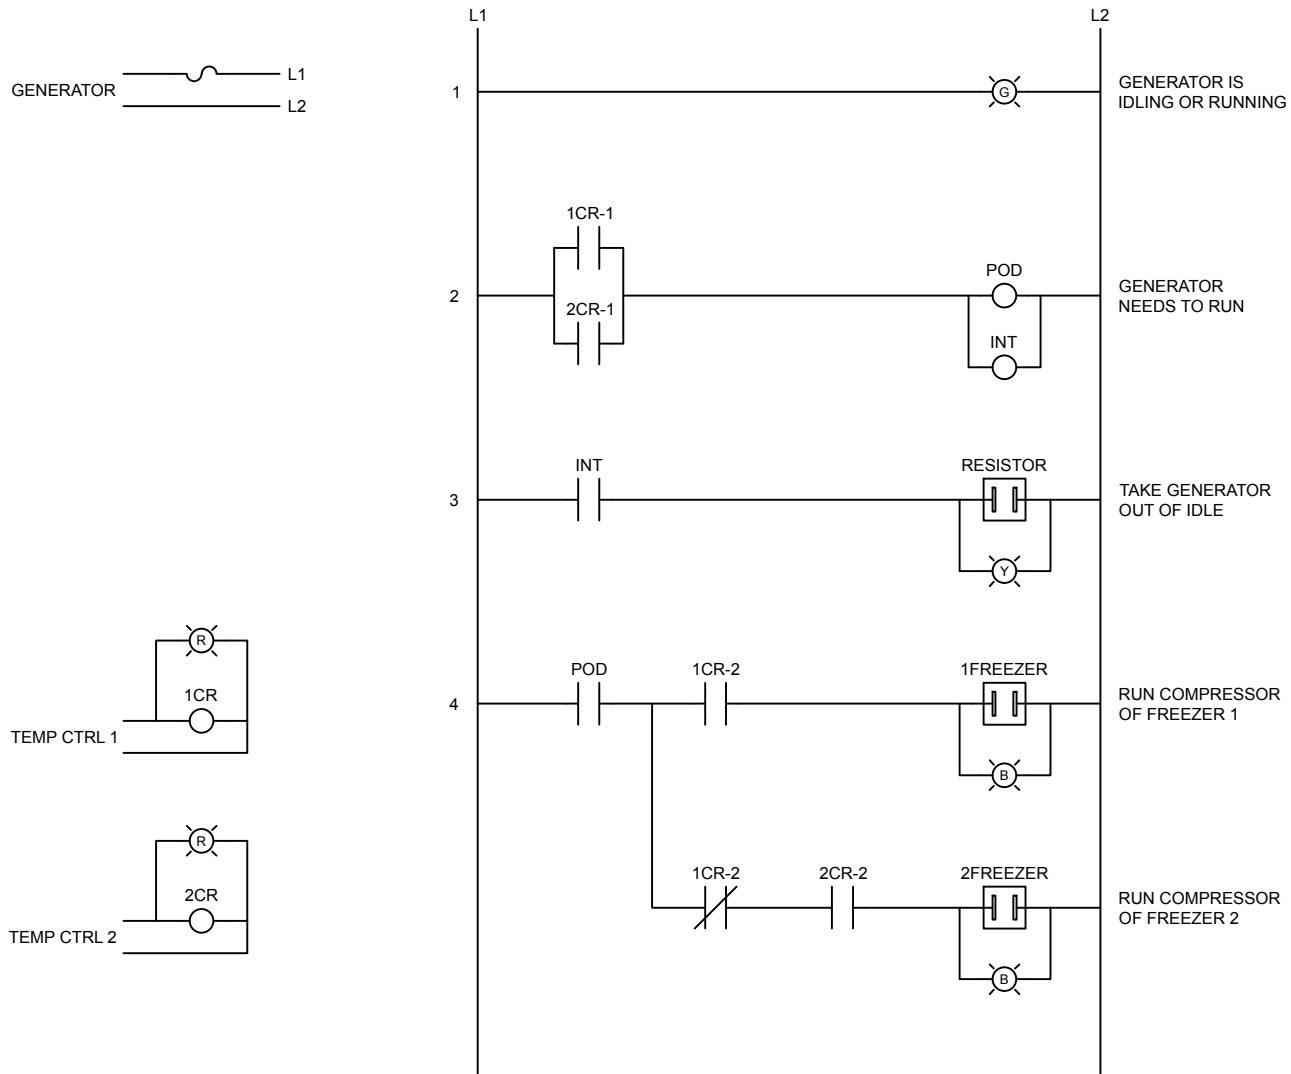 L1
L2
GENERATOR
L1
L2
1
G
GENERATOR IS
IDLING OR RUNNING
1CR-1
2
2CR-1
POD
INT
GENERATOR
NEEDS TO RUN
3
INT
RESISTOR
Y
TAKE GENERATOR
OUT OF IDLE
R
1CR
TEMP CTRL 1
4
POD
1CR-2
1FREEZER
B
RUN COMPRESSOR
OF FREEZER 1
R
2CR
TEMP CTRL 2
1CR-2
2CR-2
2FREEZER
B
RUN COMPRESSOR
OF FREEZER 2